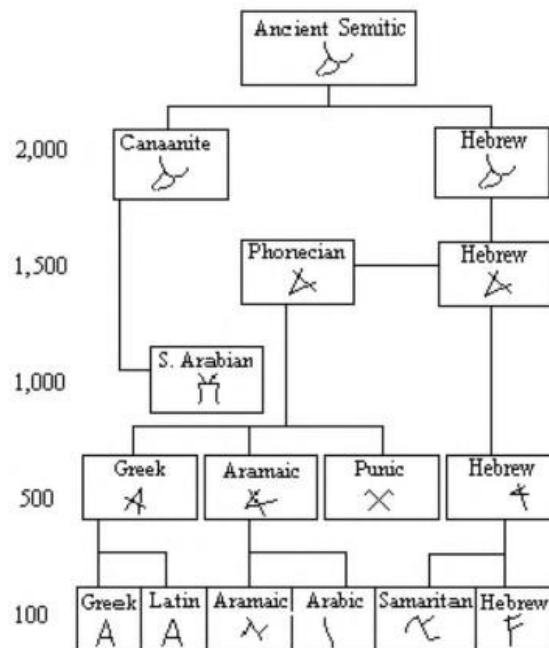 Ancient Semitic
2,000
Canaanite
Hebrew
1,500
Phonecian
Hebrew
S. Arabian
1,000
Greek
Aramaic
Punic
Hebrew
500
Greek
Latin
Aramaic
Arabic
Samaritan
Hebrew
100